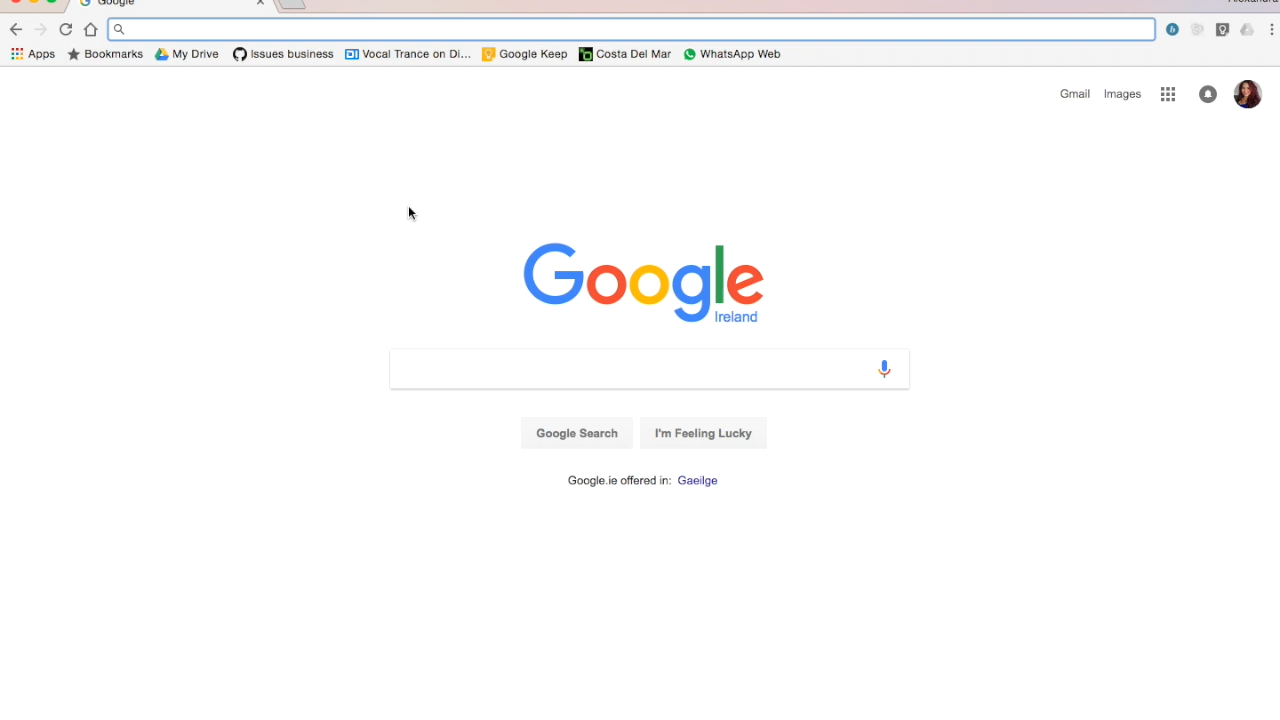 Google
Apps Bookmarks My Drive Issues business Vocal Trance on Di... Google Keep Costa Del Mar WhatsApp Web
Gmail Images
Google
Ireland
Google Search I'm Feeling Lucky
Google.ie offered in: Gaeilge